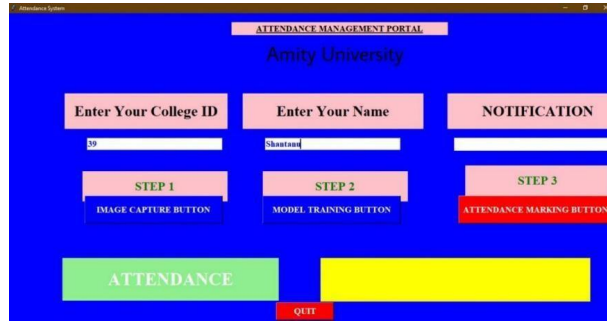 Attendance System
ATTENDANCE MANAGEMENT PORTAL
Amity University
Enter Your College ID
Enter Your Name
NOTIFICATION
39
Shantanu
STEP 1
STEP 2
STEP 3
IMAGE CAPTURE BUTTON
MODEL TRAINING BUTTON
ATTENDANCE MARKING BUTTON
ATTENDANCE
QUIT